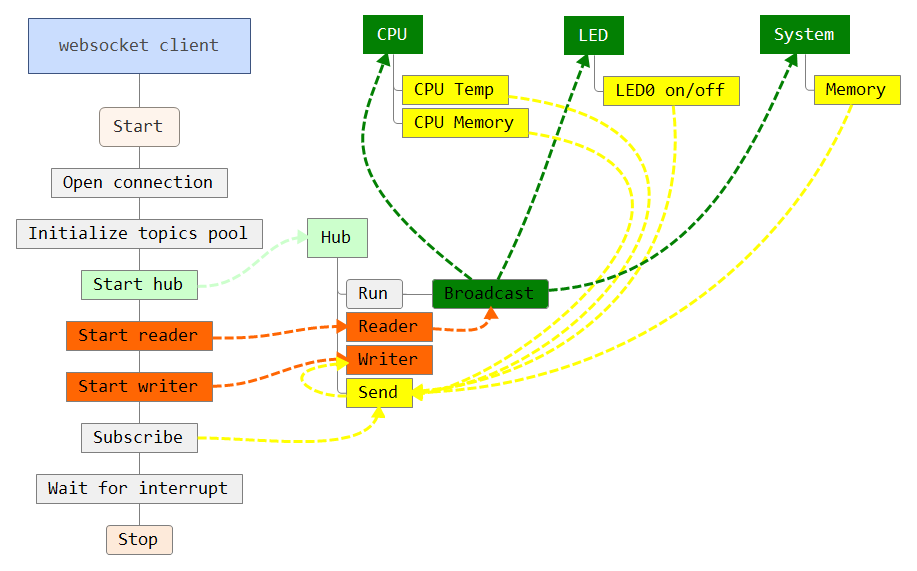 websocket client
Start
Open connection
Initialize topics pool
Start hub
Start reader
Start writer
Subscribe
Wait for interrupt
Stop
Hub
Run
Broadcast
Reader
Writer
Send
CPU
CPU Temp
CPU Memory
LED
LED0 on/off
System
Memory